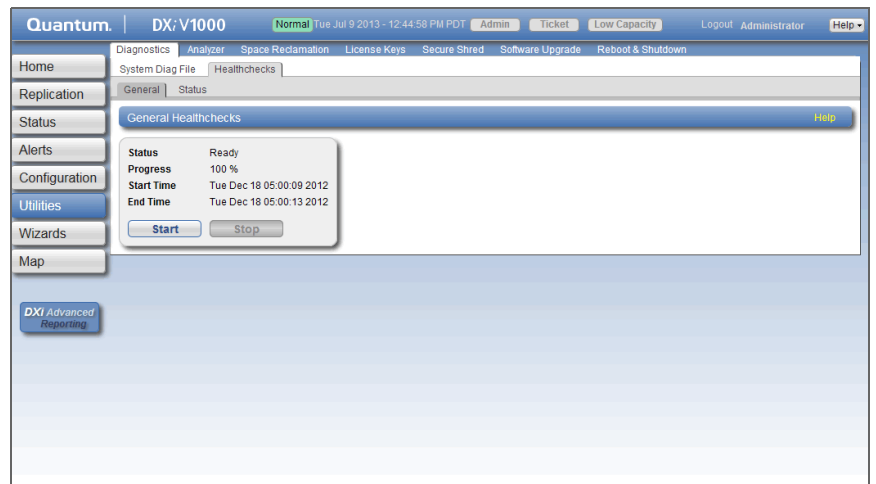 Quantum. DXi V1000 Normal Tue Jul 9 2013 - 12:44:58 PM PDT Admin Ticket Low Capacity Logout Administrator Help
Diagnostics Analyzer Space Reclamation License Keys Secure Shred Software Upgrade Reboot & Shutdown
Home
System Diag File Healthchecks
Replication
General Status
Status
General Healthchecks Help
Alerts
Status Ready
Progress 100 %
Configuration
Start Time Tue Dec 18 05:00:09 2012
Utilities
End Time Tue Dec 18 05:00:13 2012
Wizards
Start Stop
Map
DXi Advanced
Reporting